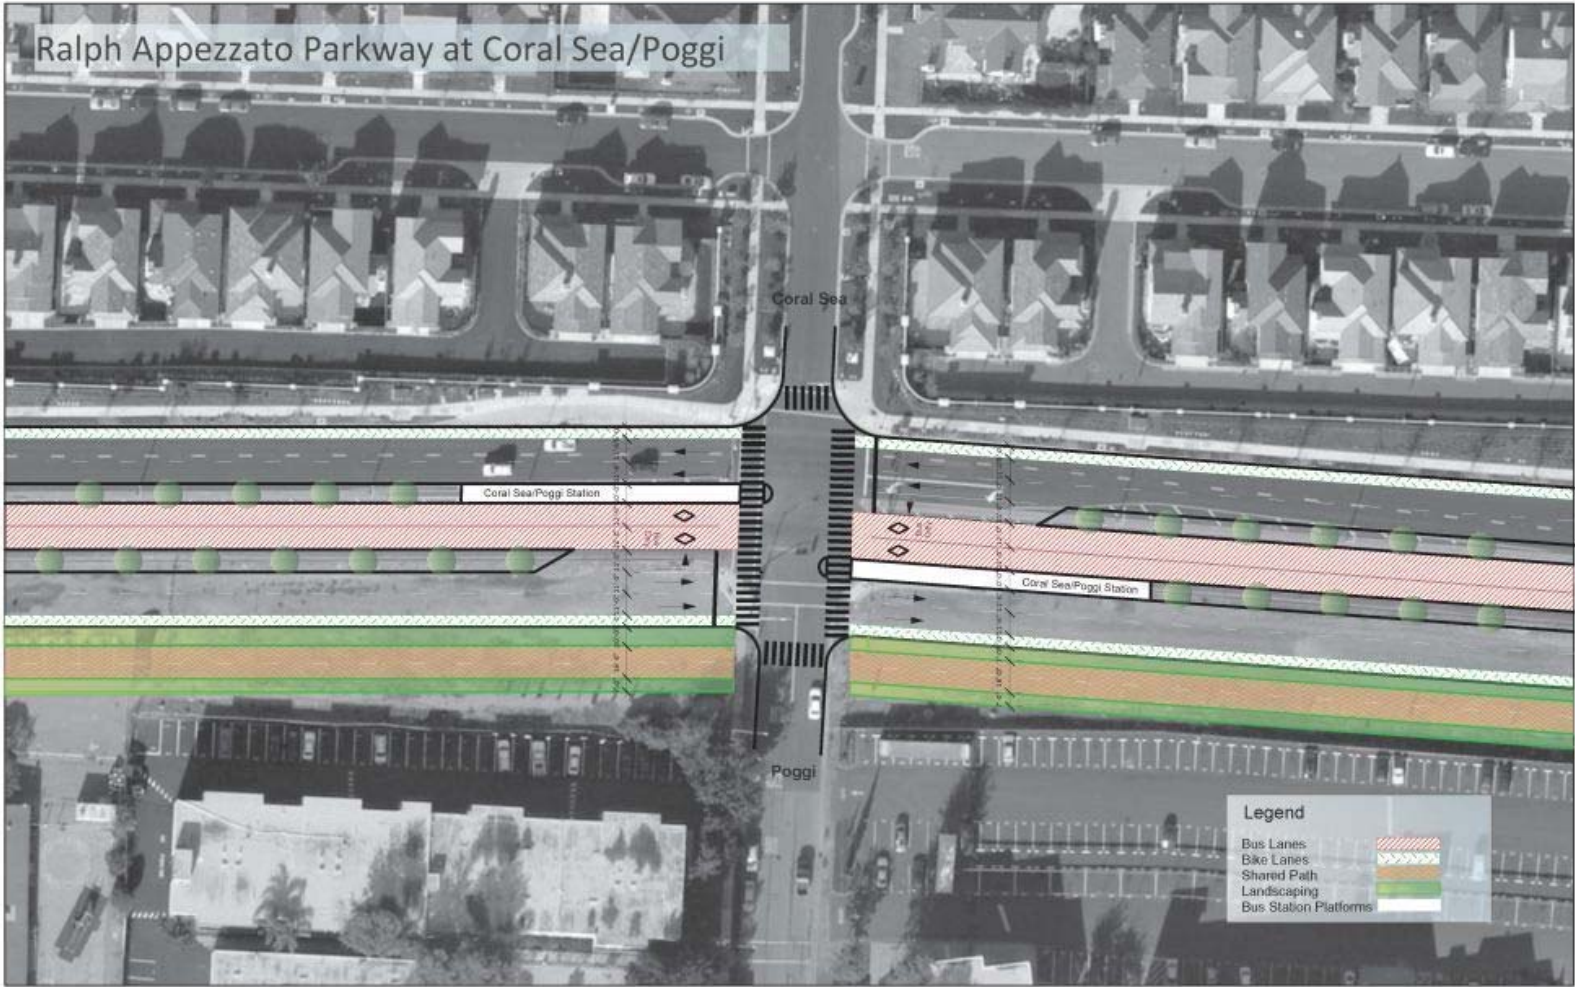 Ralph Appezzato Parkway at Coral Sea/Poggi
Coral Sea
Coral Sea/Poggi Station
Coral Sea/Poggi Station
Poggi
Legend
Bus Lanes
Bike Lanes
Shared Path
Landscaping
Bus Station Platforms